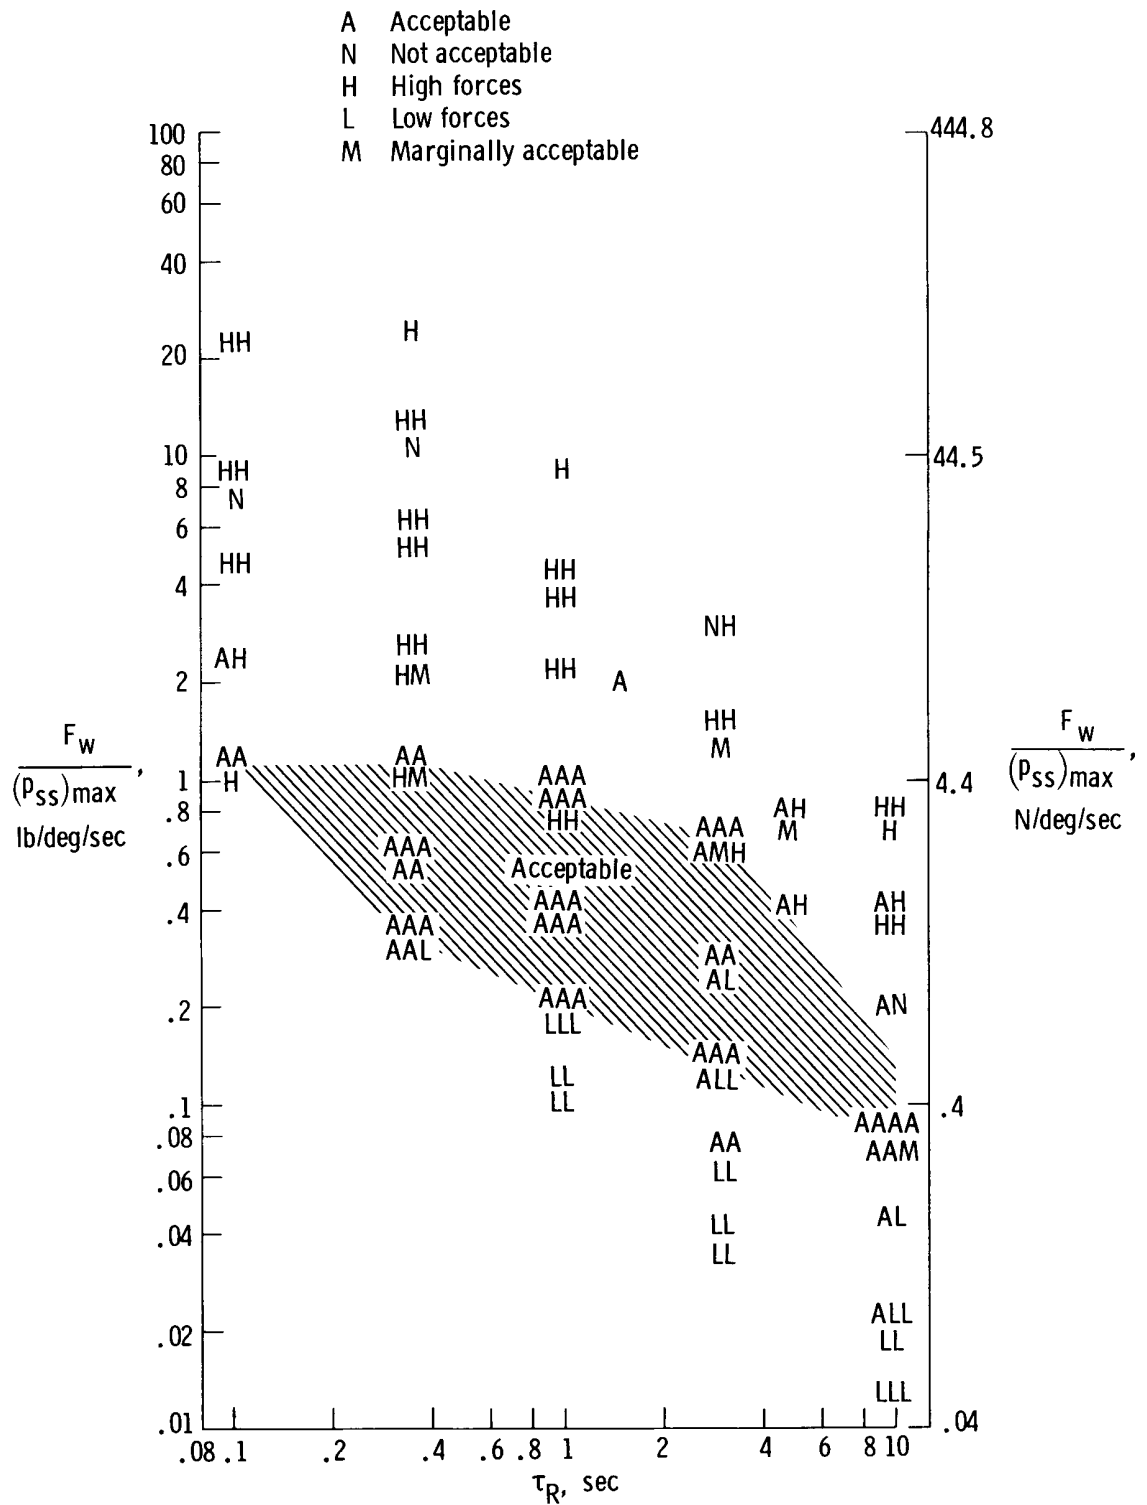 A Acceptable
N Not acceptable
H High forces
L Low forces
M Marginally acceptable
100
444.8
80
60
40
H
HH
20
HH
N
10
44.5
HH
H
8
N
6
HH
HH
HH
HH
4
HH
NH
HH
AH
HH
HM
2
A
HH
M
F_w
(p_ss)max ,
lb/deg/sec
F_w
(p_ss)max ,
N/deg/sec
AA
AA
H
HM
AAA
1
4.4
AAA
AH
HH
.8
HH
AAA
M
H
AAA
AMH
.6
AA
Acceptable
AAA
AH
AH
.4
AAA
AAA
HH
AAL
AA
AL
AAA
AN
.2
LLL
AAA
LL
ALL
LL
.1
.4
AAAA
.08
AA
AAM
.06
LL
AL
.04
LL
LL
ALL
.02
LL
LLL
.01
.04
.08 .1 .2 .4 .6 .8 1 2 4 6 8 10
τ_R, sec